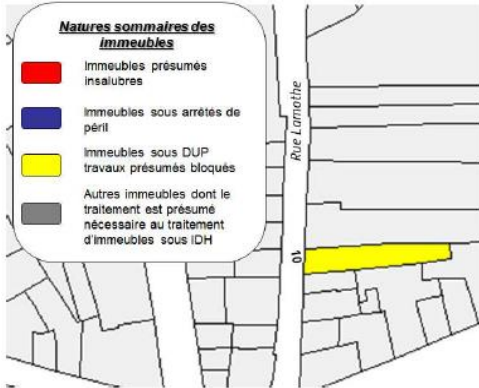 Natures sommaires des
immeubles
Immeubles présumés
insalubres
Immeubles sous arrêtés de
péril
Immeubles sous DUP
travaux présumés bloqués
Autres immeubles dont le
traitement est présumé
nécessaire au traitement
d'immeubles sous IDH
Rue Lamothe
10